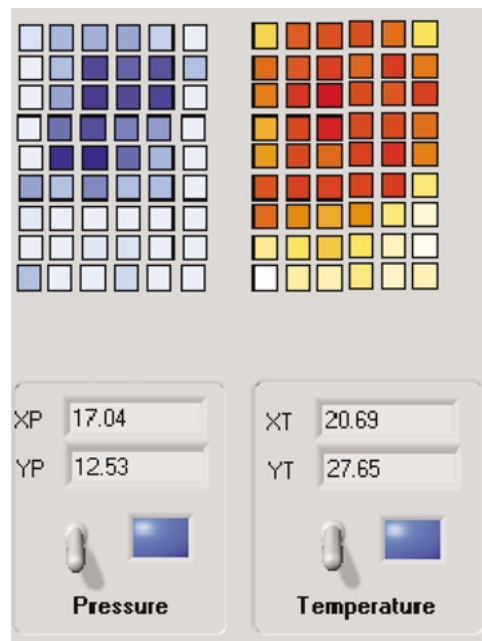 XP 17.04
YP 12.53
Pressure
XT 20.69
YT 27.65
Temperature